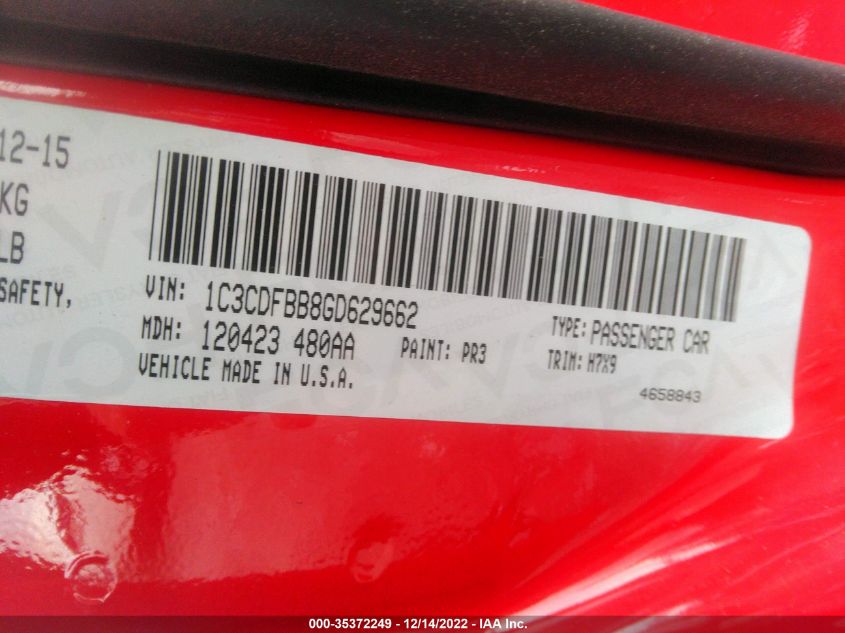 12-15
KG
LB
SAFETY,
VIN: 1C3CDFBB8GD629662
TYPE: PASSENGER CAR
MDH: 120423 480AA PAINT: PR3 TRIM: H7X9
VEHICLE MADE IN U.S.A.
4658843
000-35372249 - 12/14/2022 - IAA Inc.